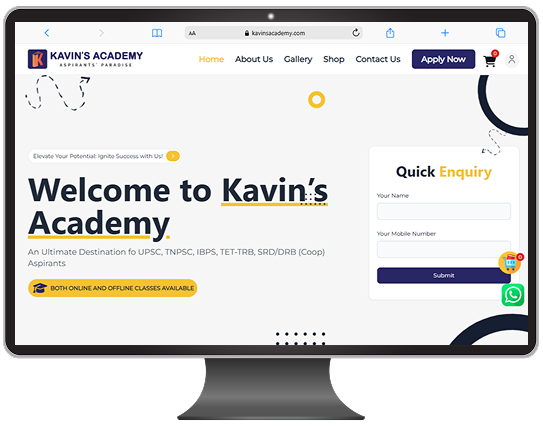 AA
kavinsacademy.com
KAVIN'S ACADEMY
ASPIRANTS' PARADISE
Home
About Us
Gallery
Shop
Contact Us
Apply Now
0
Elevate Your Potential: Ignite Success with Us!
Welcome to Kavin's
Academy.
An Ultimate Destination fo UPSC, TNPSC, IBPS, TET-TRB, SRD/DRB (Coop)
Aspirants
BOTH ONLINE AND OFFLINE CLASSES AVAILABLE
Quick Enquiry
Your Name
Your Mobile Number
Submit
0